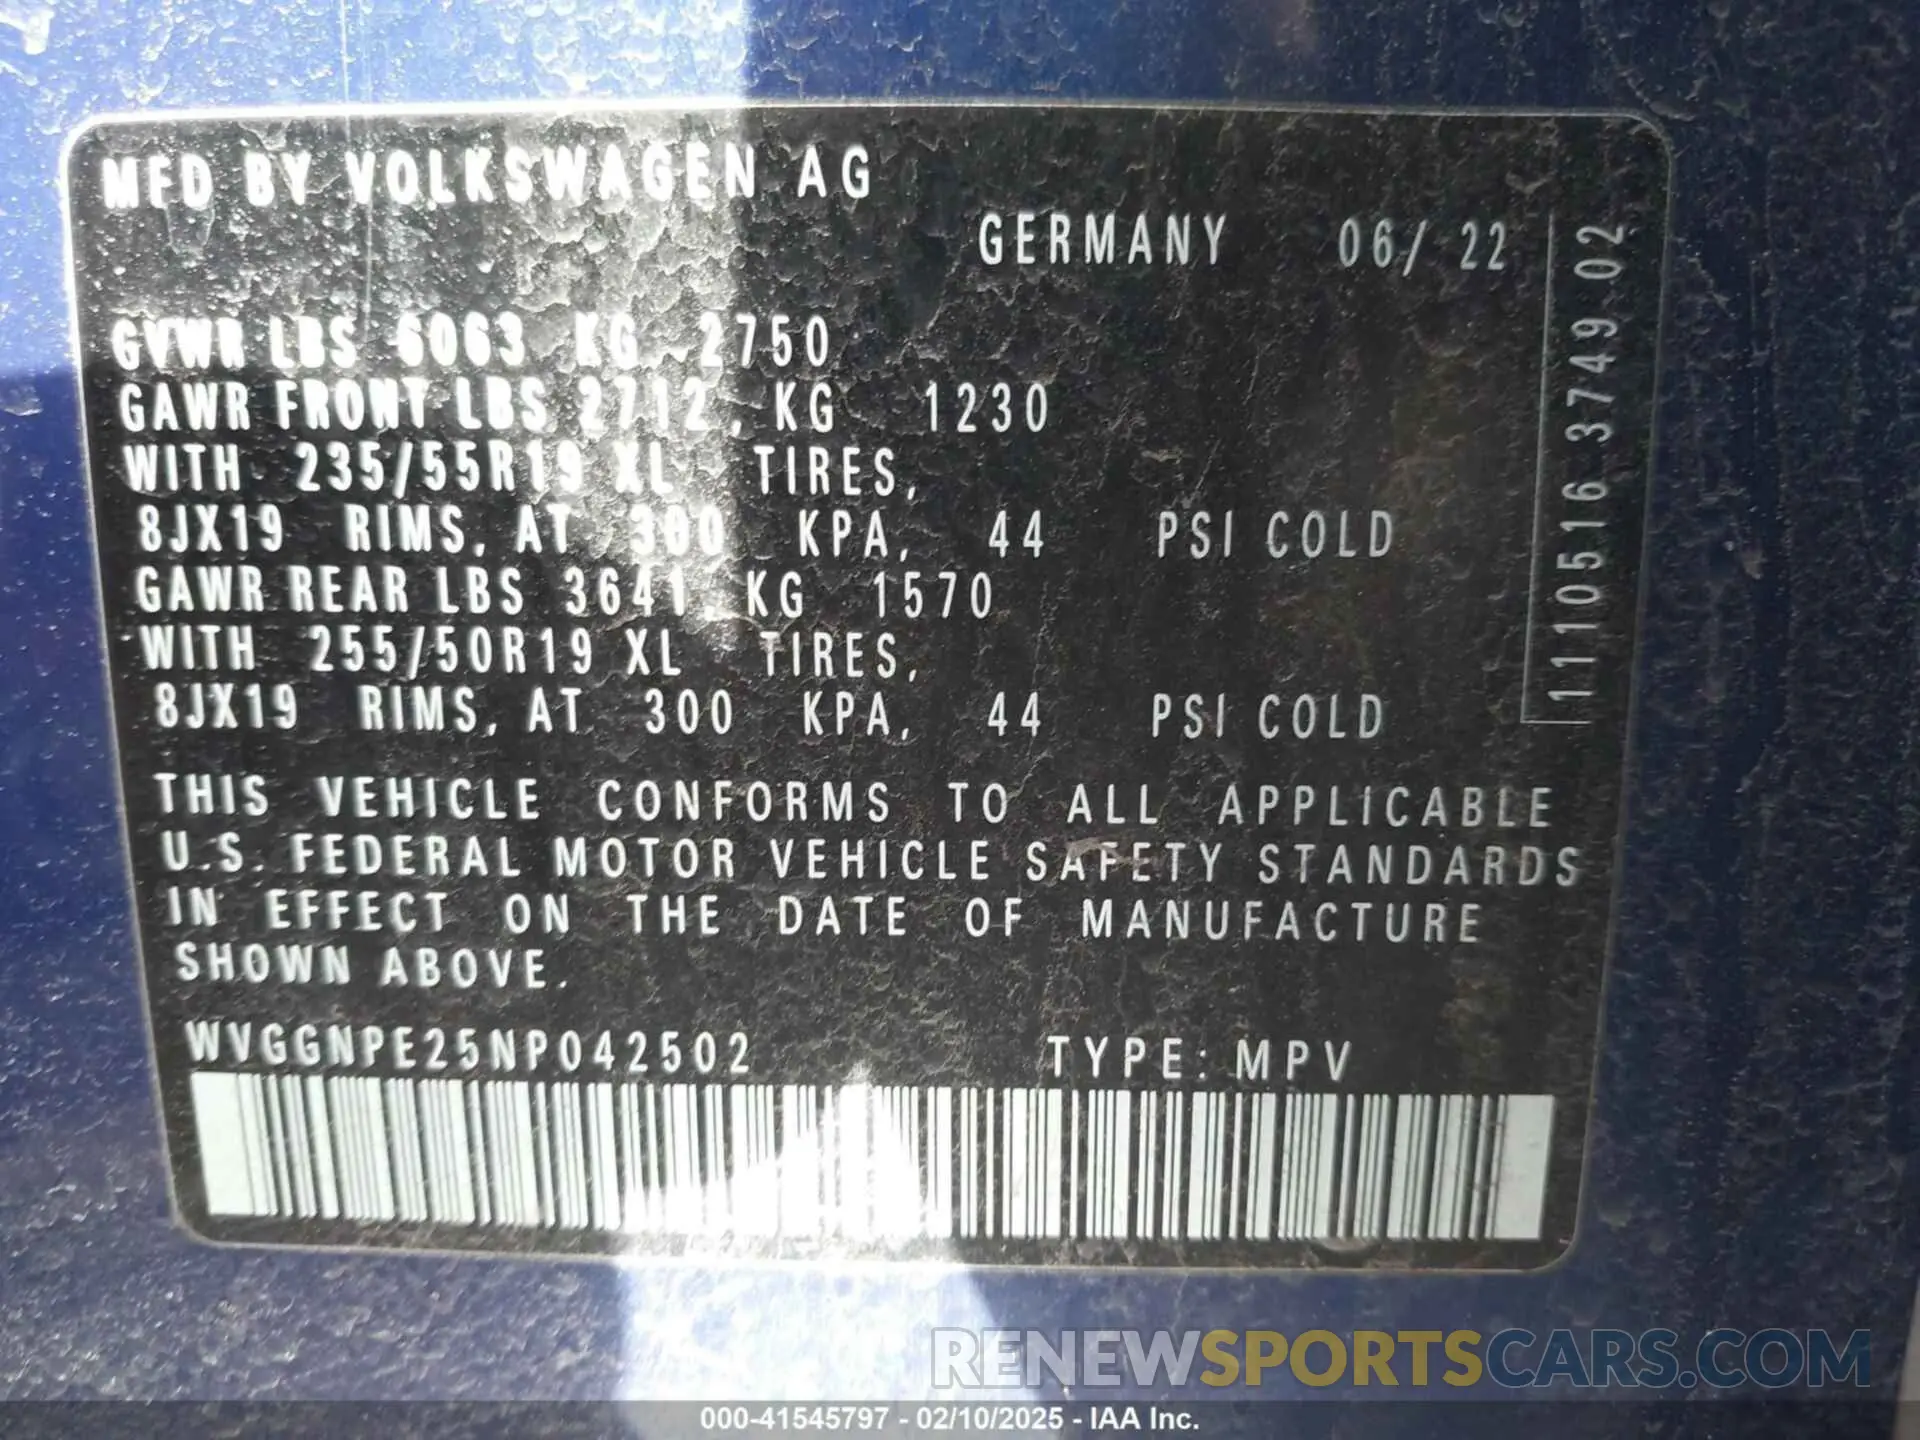 MFD BY VOLKSWAGEN AG
GERMANY 06/ 22
GVWR LBS 6063 KG 2750
GAWR FRONT LBS 2712, KG 1230
WITH 235/55R19 XL TIRES,
8JX19 RIMS, AT 300 KPA, 44 PSI COLD
GAWR REAR LBS 3641, KG 1570
WITH 255/50R19 XL TIRES,
8JX19 RIMS, AT 300 KPA, 44 PSI COLD
THIS VEHICLE CONFORMS TO ALL APPLICABLE
U.S. FEDERAL MOTOR VEHICLE SAFETY STANDARDS
IN EFFECT ON THE DATE OF MANUFACTURE
SHOWN ABOVE.
WVGGNPE25NP042502 TYPE: MPV
1110516 3749 02
RENEWSPORTSCARS.COM
000-41545797 - 02/10/2025 - IAA Inc.